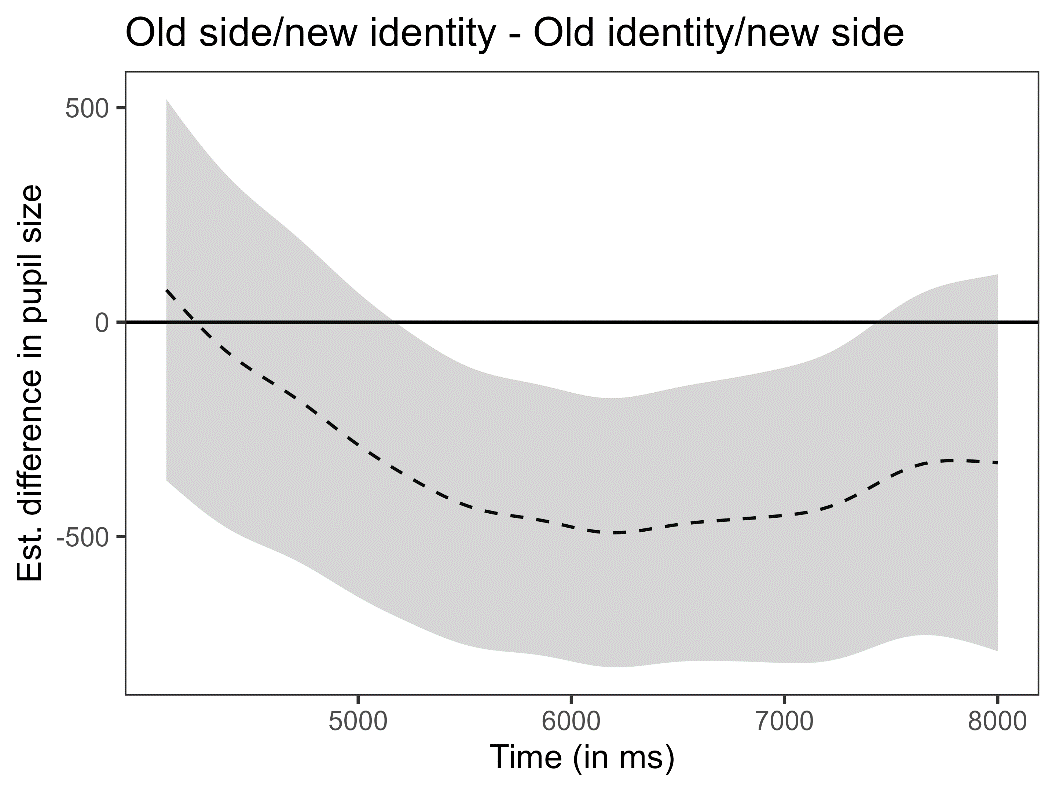 Old side/new identity - Old identity/new side
Est. difference in pupil size
500
0
-500
5000
6000
7000
8000
Time (in ms)